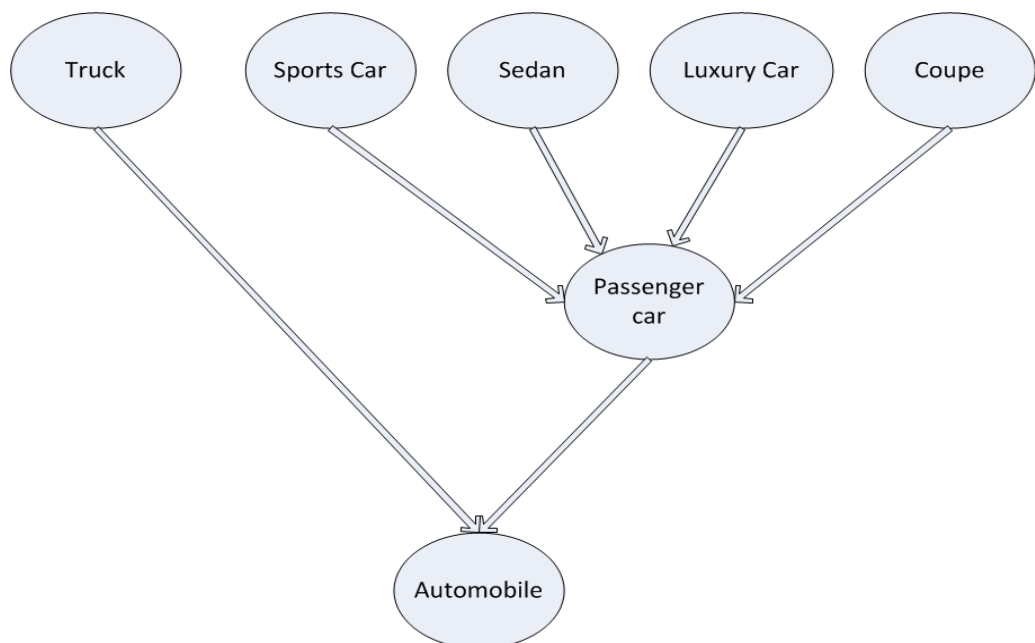 Truck
Sports Car
Sedan
Luxury Car
Coupe
Passenger
car
Automobile